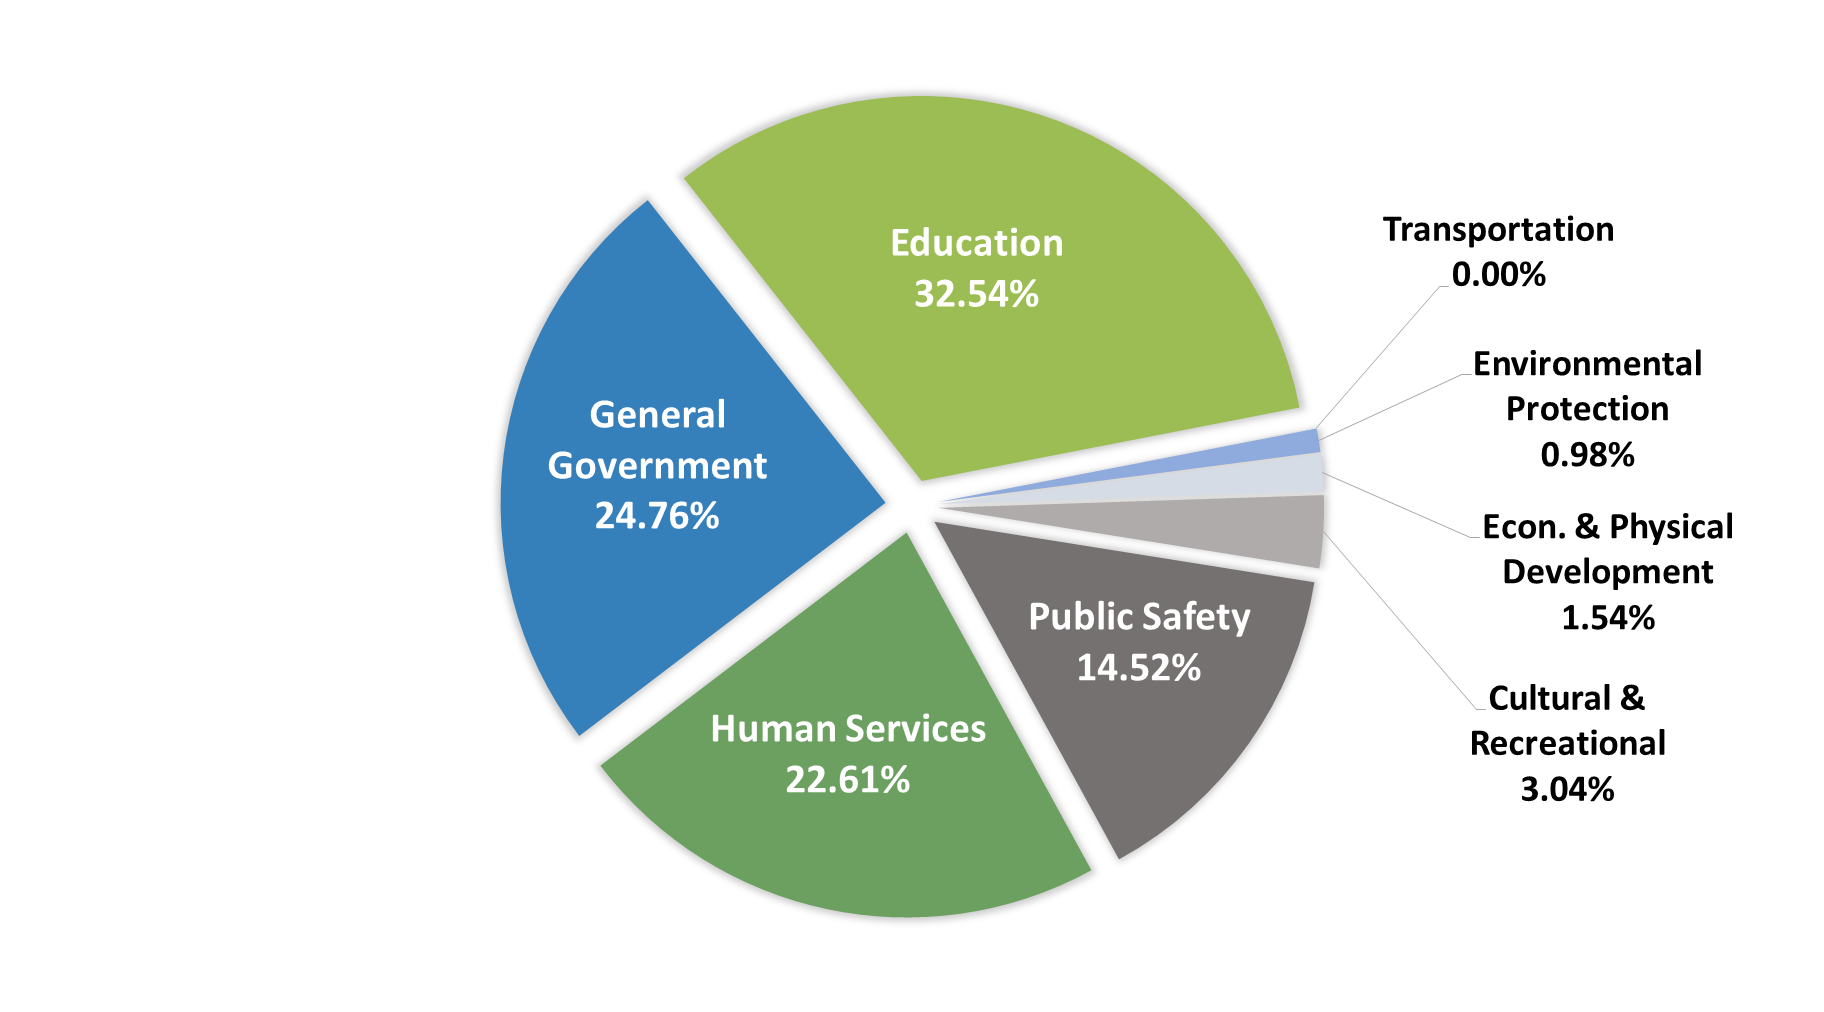 Education
32.54%
Transportation
0.00%
Environmental
Protection
0.98%
Econ. & Physical
Development
1.54%
Cultural &
Recreational
3.04%
Public Safety
14.52%
Human Services
22.61%
General
Government
24.76%